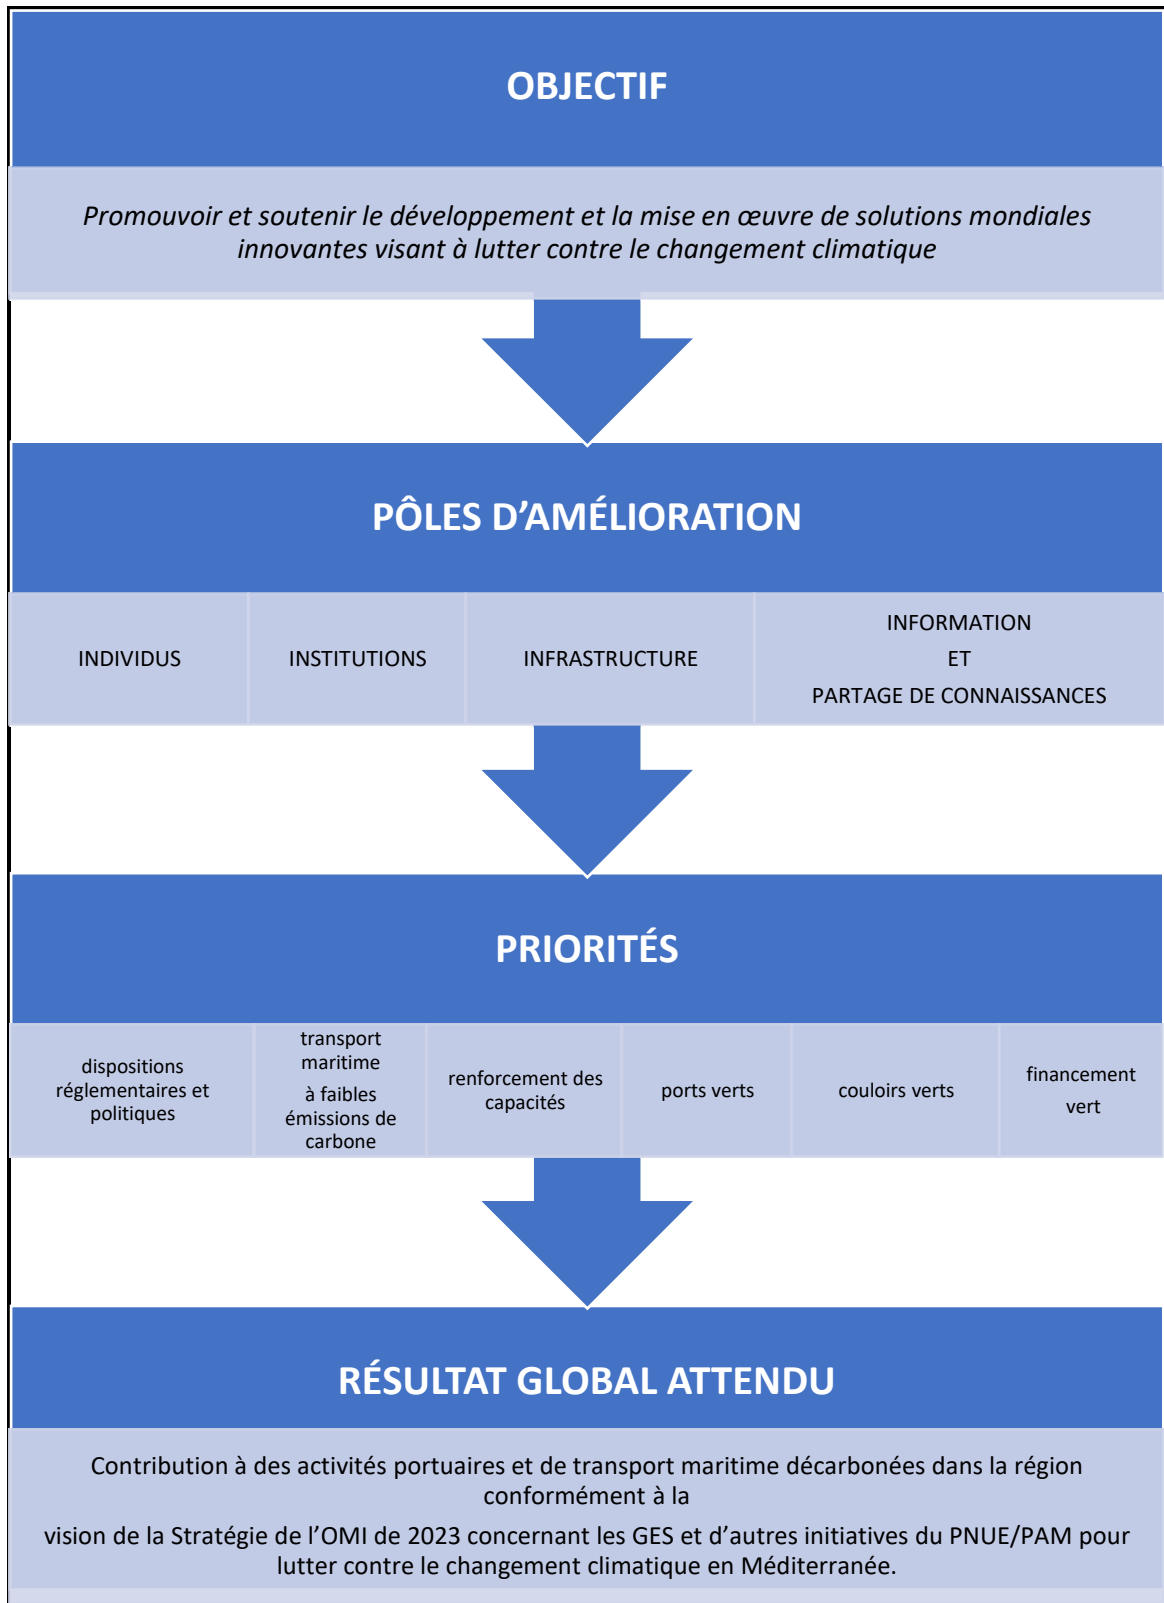 OBJECTIF
Promouvoir et soutenir le développement et la mise en œuvre de solutions mondiales
innovantes visant à lutter contre le changement climatique
PÔLES D’AMÉLIORATION
INDIVIDUS
INSTITUTIONS
INFRASTRUCTURE
INFORMATION
ET
PARTAGE DE CONNAISSANCES
PRIORITÉS
dispositions
réglementaires et
politiques
transport
maritime
à faibles
émissions de
carbone
renforcement des
capacités
ports verts
couloirs verts
financement
vert
RÉSULTAT GLOBAL ATTENDU
Contribution à des activités portuaires et de transport maritime décarbonées dans la région
conformément à la
vision de la Stratégie de l’OMI de 2023 concernant les GES et d’autres initiatives du PNUE/PAM pour
lutter contre le changement climatique en Méditerranée.